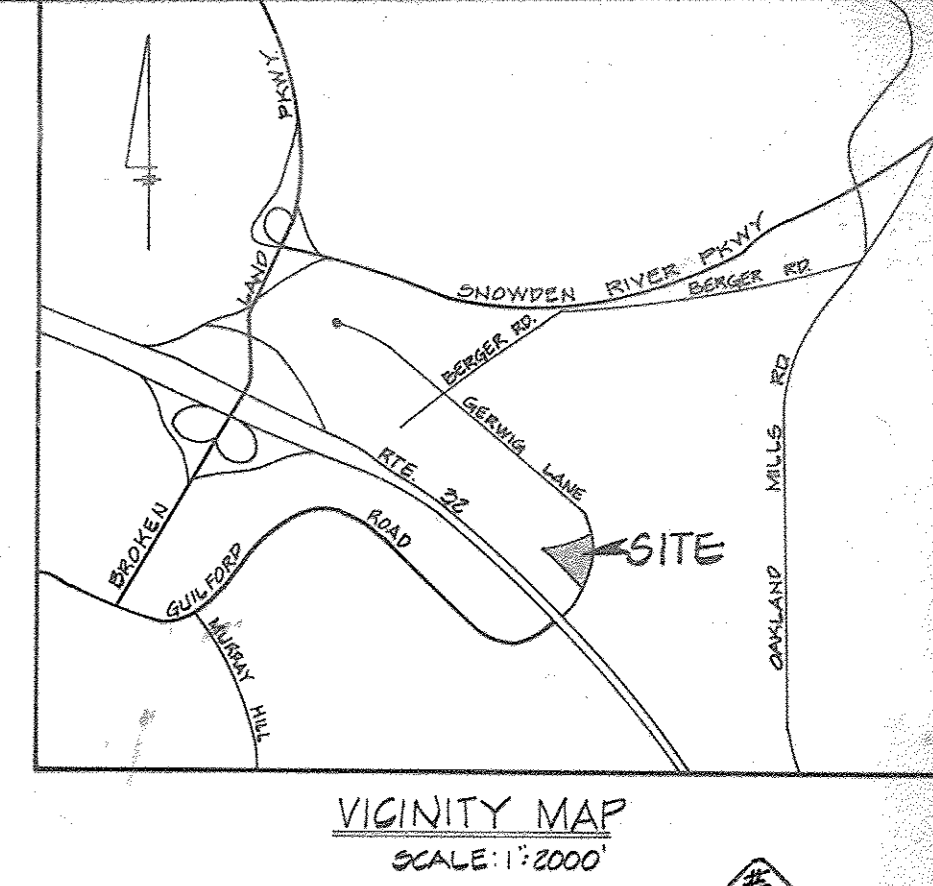 PKWY.
LAND
SNOWDEN RIVER PKWY
BERGER RD.
BERGER RD.
GERWIG LANE
RTE. 32
ROAD
SITE
OAKLAND MILLS RD
BROKEN
GUILFORD
MURRAY HILL
VICINITY MAP
SCALE: 1":2000'